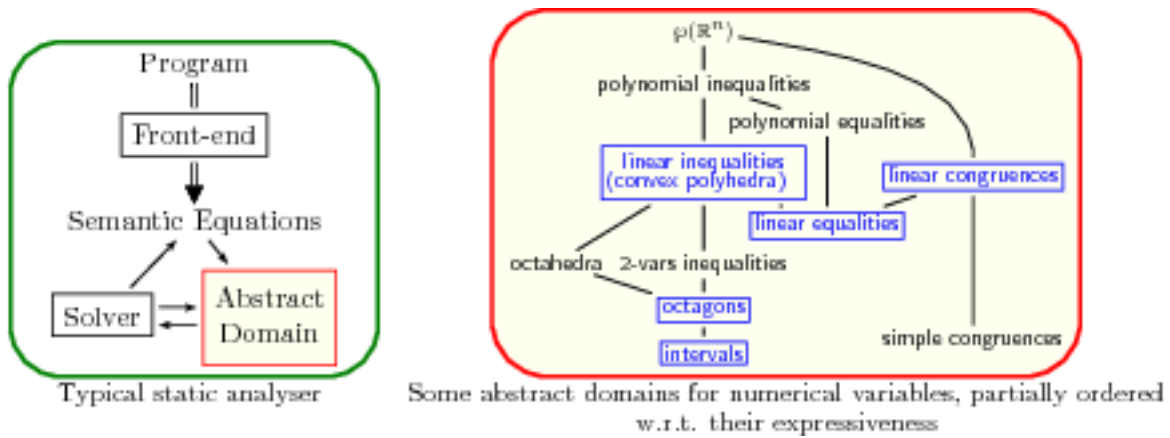 Program
Front-end
Semantic Equations
Solver
Abstract
Domain
Typical static analyser
℘(ℝⁿ)
polynomial inequalities
polynomial equalities
linear inequalities
(convex polyhedra)
linear congruences
linear equalities
octahedra
2-vars inequalities
octagons
simple congruences
intervals
Some abstract domains for numerical variables, partially ordered
w.r.t. their expressiveness